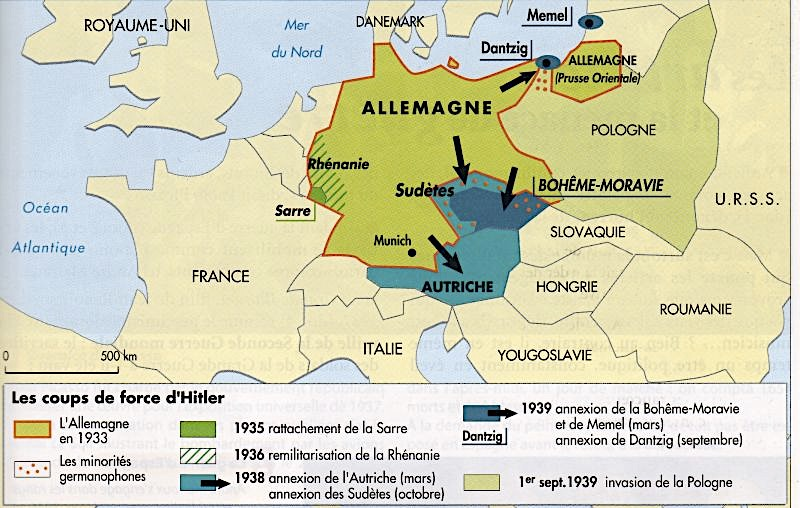 ROYAUME-UNI
Mer
du Nord
DANEMARK
Memel
Dantzig
ALLEMAGNE
(Prusse Orientale)
ALLEMAGNE
POLOGNE
Rhénanie
Sudètes
BOHÊME-MORAVIE
U.R.S.S.
Océan
Atlantique
Sarre
SLOVAQUIE
Munich
FRANCE
AUTRICHE
HONGRIE
ROUMANIE
ITALIE
YOUGOSLAVIE
0 500 km
Les coups de force d'Hitler
L'Allemagne
en 1933
Les minorités
germanophones
1935 rattachement de la Sarre
1936 remilitarisation de la Rhénanie
1938 annexion de l'Autriche (mars)
annexion des Sudètes (octobre)
1939 annexion de la Bohême-Moravie
et de Memel (mars)
Dantzig annexion de Dantzig (septembre)
1er sept.1939 invasion de la Pologne